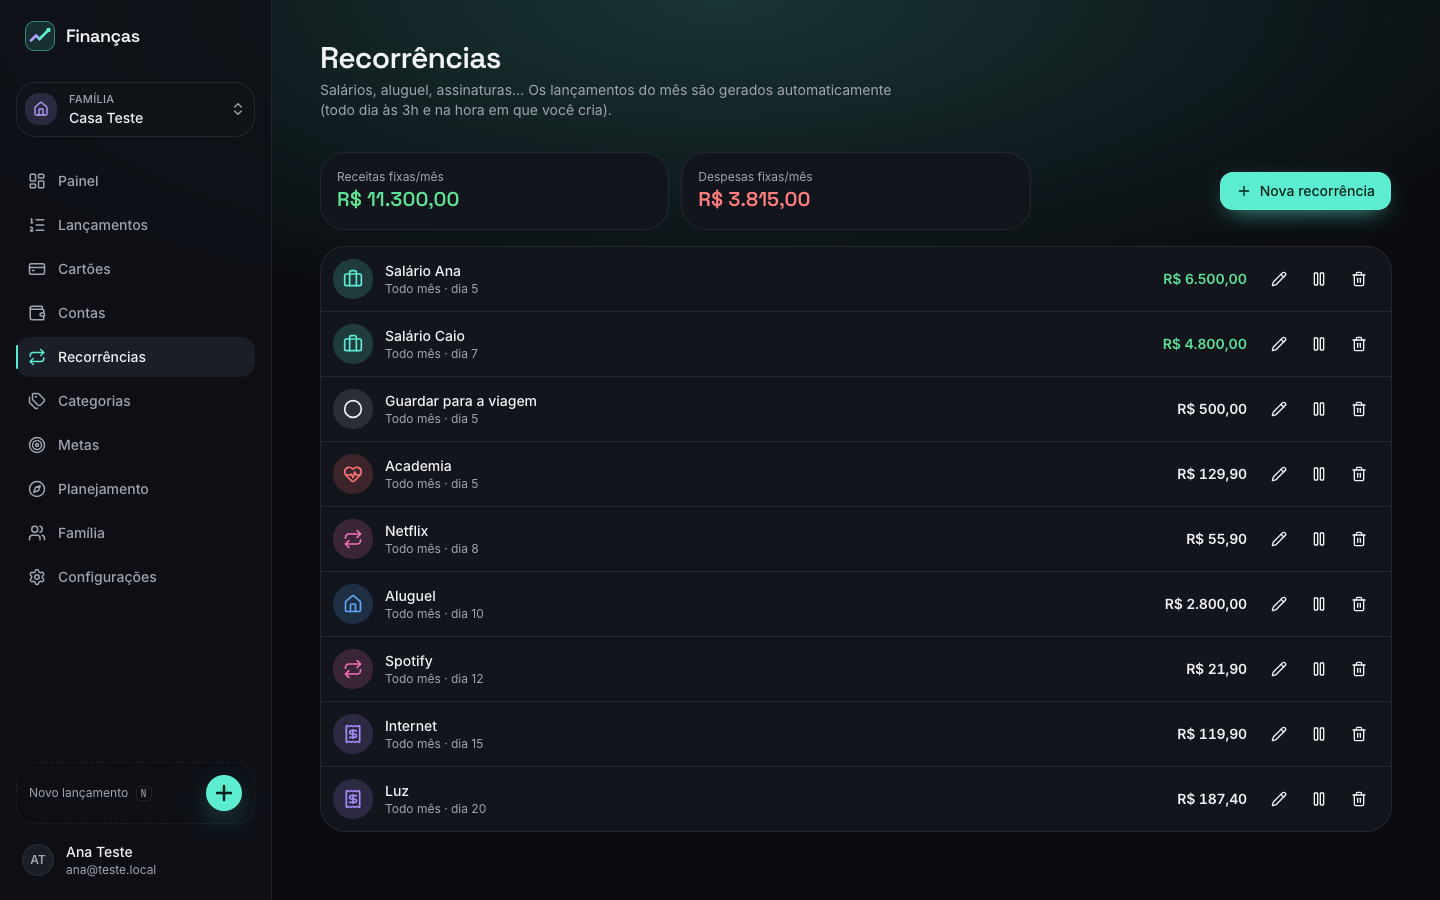 Finanças
FAMÍLIA
Casa Teste
Painel
Lançamentos
Cartões
Contas
Recorrências
Categorias
Metas
Planejamento
Família
Configurações
Novo lançamento N
AT
Ana Teste
ana@teste.local
Recorrências
Salários, aluguel, assinaturas... Os lançamentos do mês são gerados automaticamente
(todo dia às 3h e na hora em que você cria).
Receitas fixas/mês
R$ 11.300,00
Despesas fixas/mês
R$ 3.815,00
Nova recorrência
Salário Ana
Todo mês · dia 5
R$ 6.500,00
Salário Caio
Todo mês · dia 7
R$ 4.800,00
Guardar para a viagem
Todo mês · dia 5
R$ 500,00
Academia
Todo mês · dia 5
R$ 129,90
Netflix
Todo mês · dia 8
R$ 55,90
Aluguel
Todo mês · dia 10
R$ 2.800,00
Spotify
Todo mês · dia 12
R$ 21,90
Internet
Todo mês · dia 15
R$ 119,90
Luz
Todo mês · dia 20
R$ 187,40